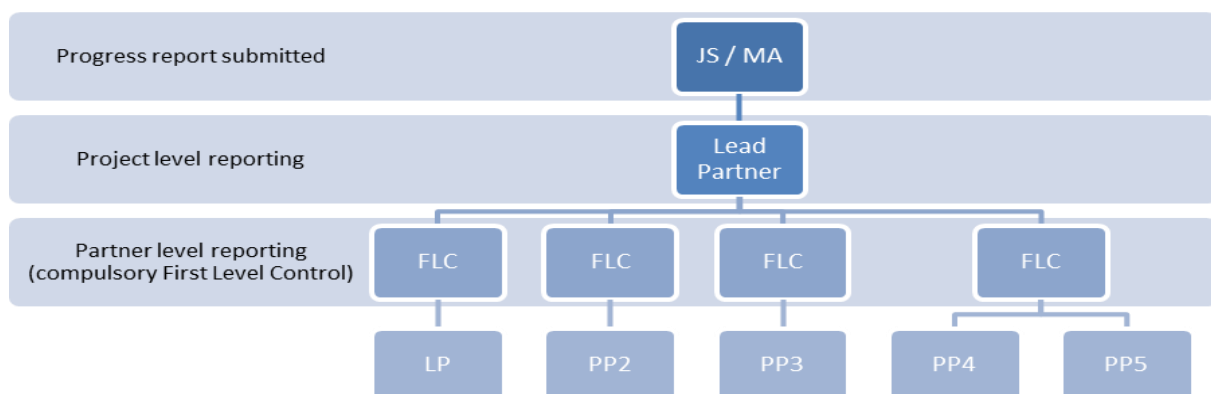 Progress report submitted
JS / MA
Project level reporting
Lead
Partner
Partner level reporting
(compulsory First Level Control)
FLC
FLC
FLC
FLC
LP
PP2
PP3
PP4
PP5